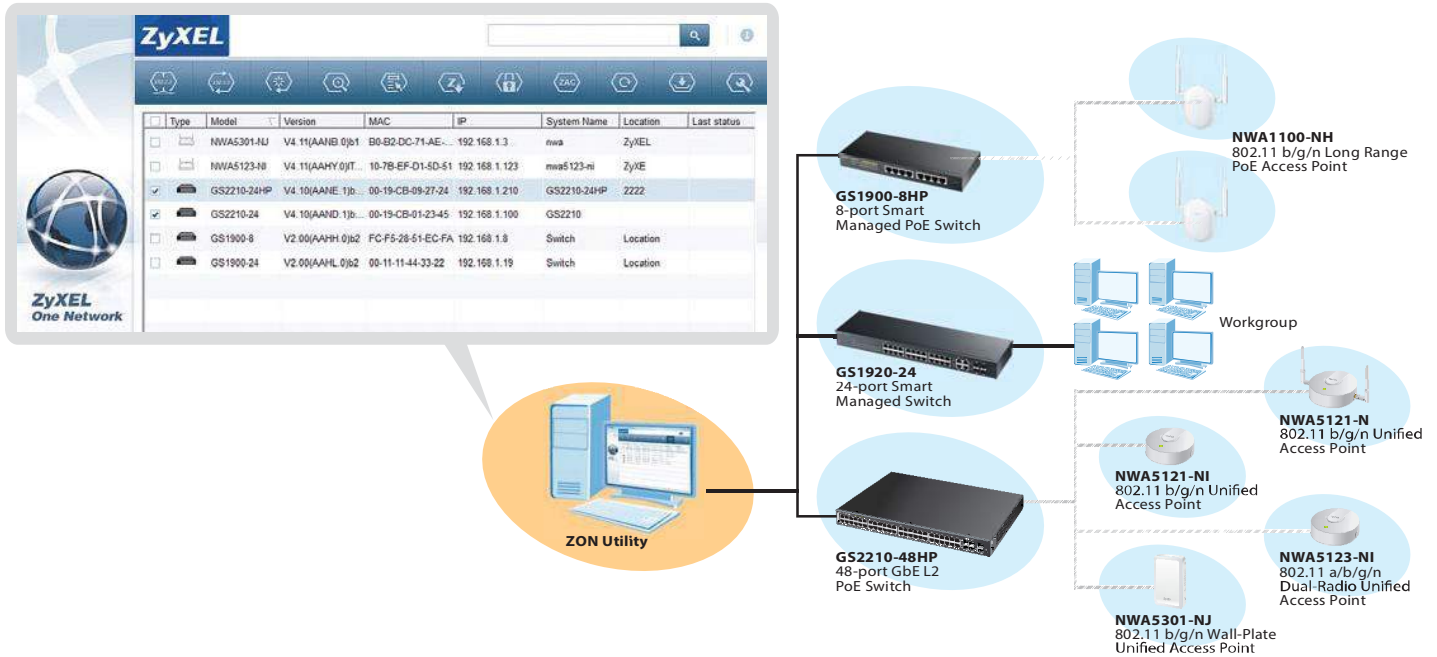 ZyXEL
Type Model Version MAC IP System Name Location Last status
NWA5301-NJ V4.11(AANB.0)b1 B0-B2-DC-71-AE-... 192.168.1.3 nwa ZyXEL
NWA5123-NI V4.11(AAHY.0)IT... 10-7B-EF-D1-5D-51 192.168.1.123 nwa5123-ni ZyXE
GS2210-24HP V4.10(AANE.1)b... 00-19-CB-09-27-24 192.168.1.210 GS2210-24HP 2222
GS2210-24 V4.10(AAND.1)b... 00-19-CB-01-23-45 192.168.1.100 GS2210
GS1900-8 V2.00(AAHH.0)b2 FC-F5-28-51-EC-FA 192.168.1.8 Switch Location
GS1900-24 V2.00(AAHL.0)b2 00-11-11-44-33-22 192.168.1.19 Switch Location
ZAC
ZyXEL
One Network
ZON Utility
GS1900-8HP
8-port Smart
Managed PoE Switch
NWA1100-NH
802.11 b/g/n Long Range
PoE Access Point
GS1920-24
24-port Smart
Managed Switch
Workgroup
GS2210-48HP
48-port GbE L2
PoE Switch
NWA5121-N
802.11 b/g/n Unified
Access Point
NWA5121-NI
802.11 b/g/n Unified
Access Point
NWA5123-NI
802.11 a/b/g/n
Dual-Radio Unified
Access Point
NWA5301-NJ
802.11 b/g/n Wall-Plate
Unified Access Point